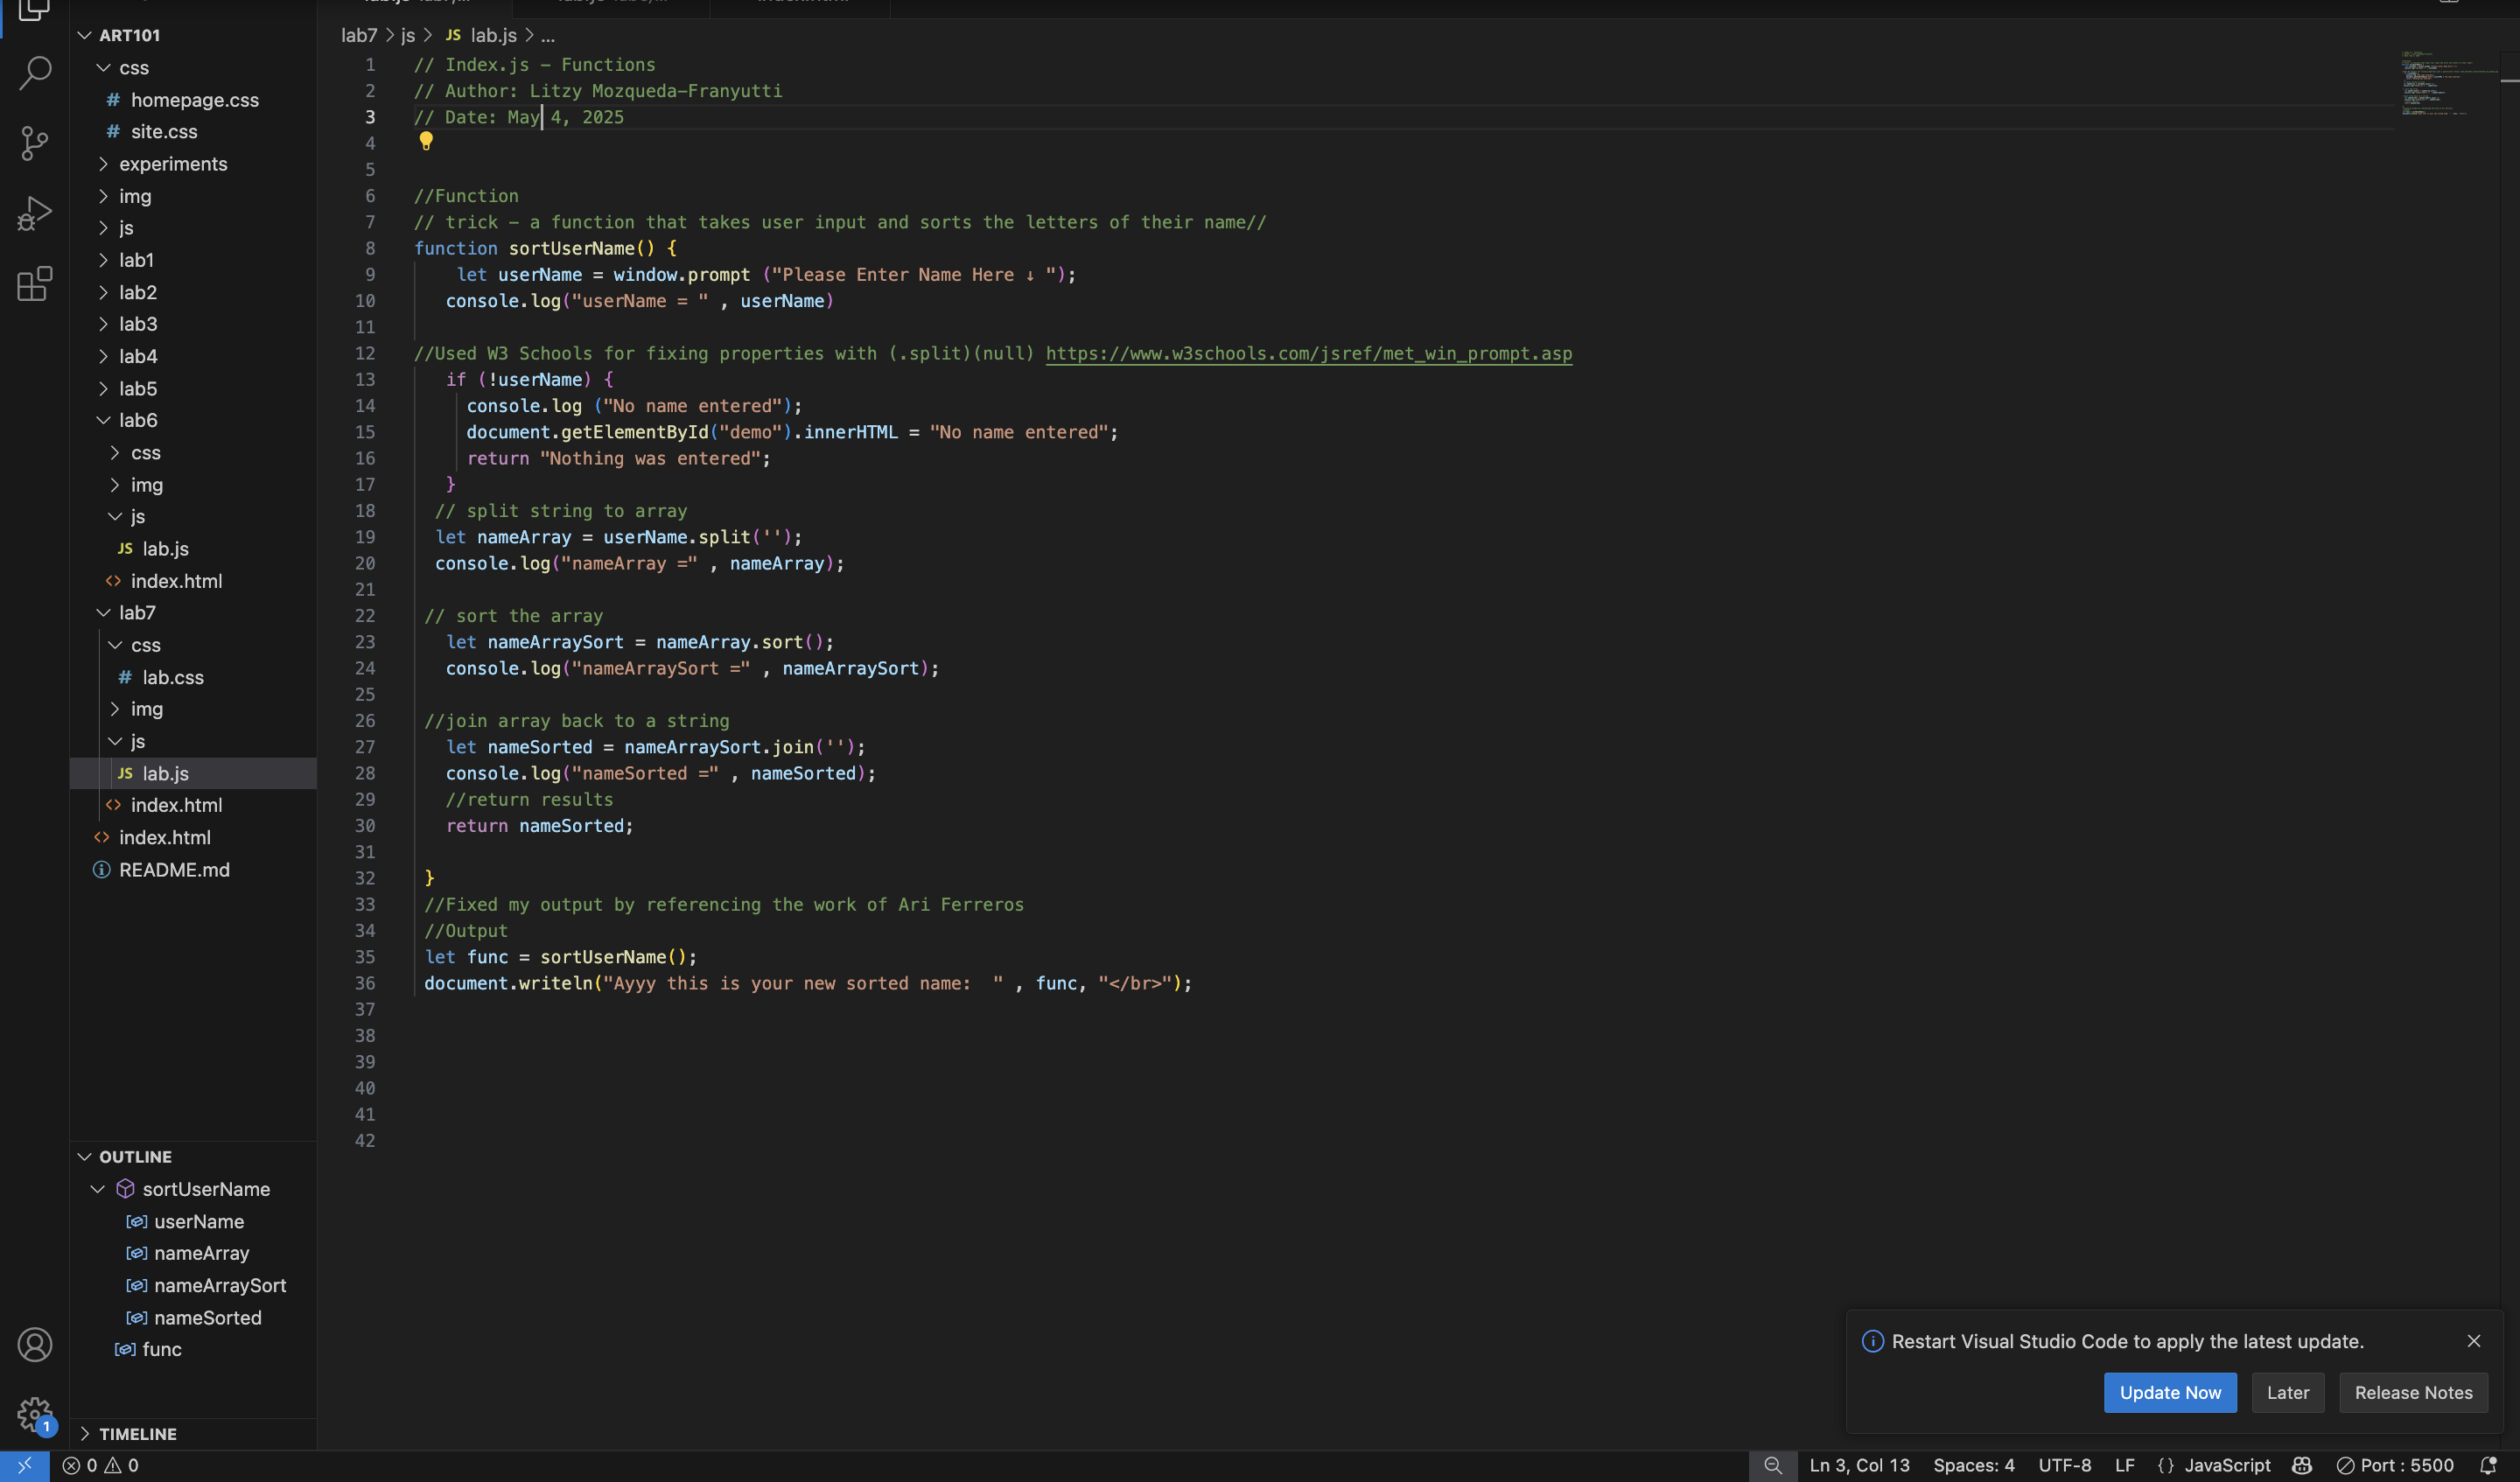 ART101
css
# homepage.css
# site.css
experiments
img
js
lab1
lab2
lab3
lab4
lab5
lab6
css
img
js
JS lab.js
<> index.html
lab7
css
# lab.css
img
js
JS lab.js
<> index.html
<> index.html
README.md
OUTLINE
sortUserName
userName
nameArray
nameArraySort
nameSorted
func
TIMELINE
lab7 > js > JS lab.js > ...
1 // Index.js - Functions
2 // Author: Litzy Mozqueda-Franyutti
3 // Date: May 4, 2025
4
5
6 //Function
7 // trick - a function that takes user input and sorts the letters of their name//
8 function sortUserName() {
9 let userName = window.prompt ("Please Enter Name Here ↓ ");
10 console.log("userName = " , userName)
11
12 //Used W3 Schools for fixing properties with (.split)(null) https://www.w3schools.com/jsref/met_win_prompt.asp
13 if (!userName) {
14 console.log ("No name entered");
15 document.getElementById("demo").innerHTML = "No name entered";
16 return "Nothing was entered";
17 }
18 // split string to array
19 let nameArray = userName.split('');
20 console.log("nameArray =" , nameArray);
21
22 // sort the array
23 let nameArraySort = nameArray.sort();
24 console.log("nameArraySort =" , nameArraySort);
25
26 //join array back to a string
27 let nameSorted = nameArraySort.join('');
28 console.log("nameSorted =" , nameSorted);
29 //return results
30 return nameSorted;
31
32 }
33 //Fixed my output by referencing the work of Ari Ferreros
34 //Output
35 let func = sortUserName();
36 document.writeln("Ayyy this is your new sorted name:  " , func, "</br>");
37
38
39
40
41
42
Restart Visual Studio Code to apply the latest update.
Update Now Later Release Notes
1
0 0
Ln 3, Col 13 Spaces: 4 UTF-8 LF {} JavaScript Port : 5500